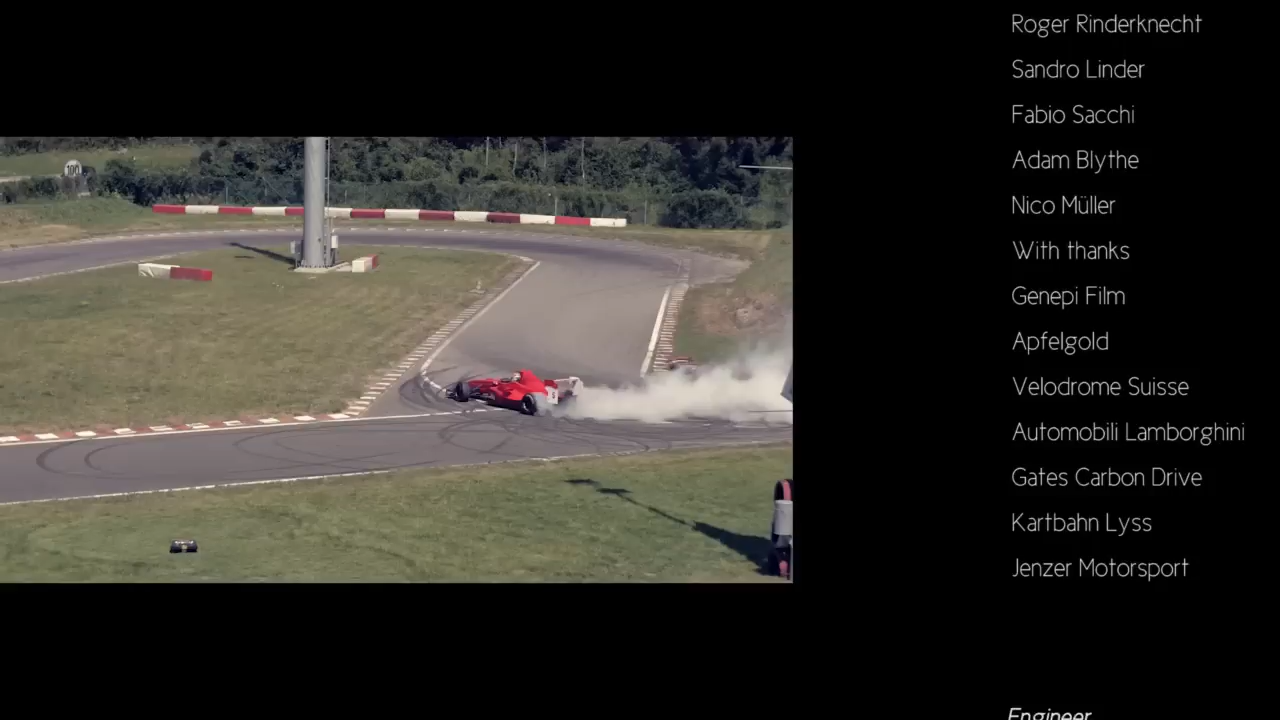 Roger Rinderknecht
Sandro Linder
Fabio Sacchi
Adam Blythe
Nico Müller
With thanks
Genepi Film
Apfelgold
Velodrome Suisse
Automobili Lamborghini
Gates Carbon Drive
Kartbahn Lyss
Jenzer Motorsport
Engineer
100